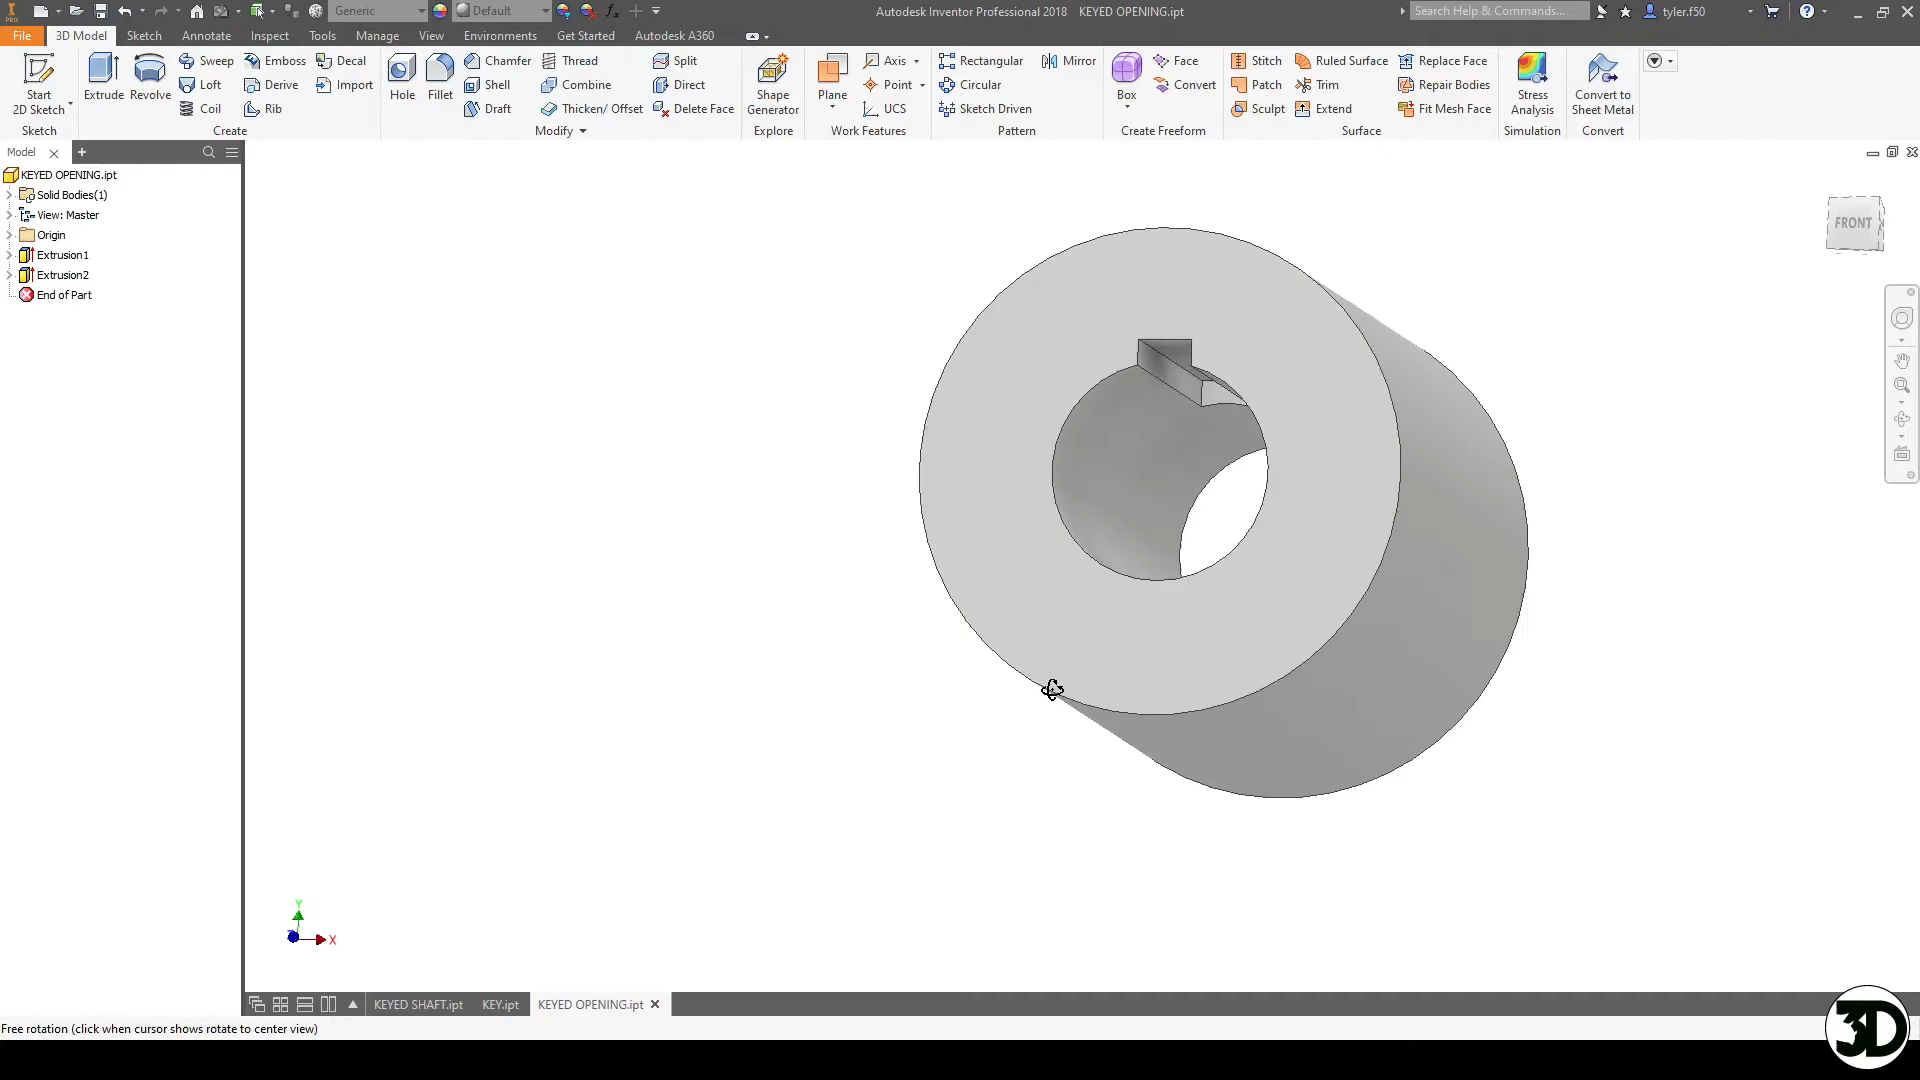 PRO
Generic
Default
Autodesk Inventor Professional 2018 KEYED OPENING.ipt
Search Help & Commands...
tyler.f50
File
3D Model
Sketch
Annotate
Inspect
Tools
Manage
View
Environments
Get Started
Autodesk A360
Start
2D Sketch
Sketch
Extrude
Revolve
Sweep
Loft
Coil
Emboss
Derive
Rib
Decal
Import
Create
Hole
Fillet
Chamfer
Shell
Draft
Thread
Combine
Thicken/ Offset
Split
Direct
Delete Face
Modify
Shape
Generator
Explore
Plane
Axis
Point
UCS
Work Features
Rectangular
Circular
Sketch Driven
Mirror
Pattern
Box
Face
Convert
Create Freeform
Stitch
Patch
Sculpt
Ruled Surface
Trim
Extend
Replace Face
Repair Bodies
Fit Mesh Face
Surface
Stress
Analysis
Simulation
Convert to
Sheet Metal
Convert
Model
KEYED OPENING.ipt
Solid Bodies(1)
View: Master
Origin
Extrusion1
Extrusion2
End of Part
FRONT
Y
X
KEYED SHAFT.ipt
KEY.ipt
KEYED OPENING.ipt
Free rotation (click when cursor shows rotate to center view)
3D